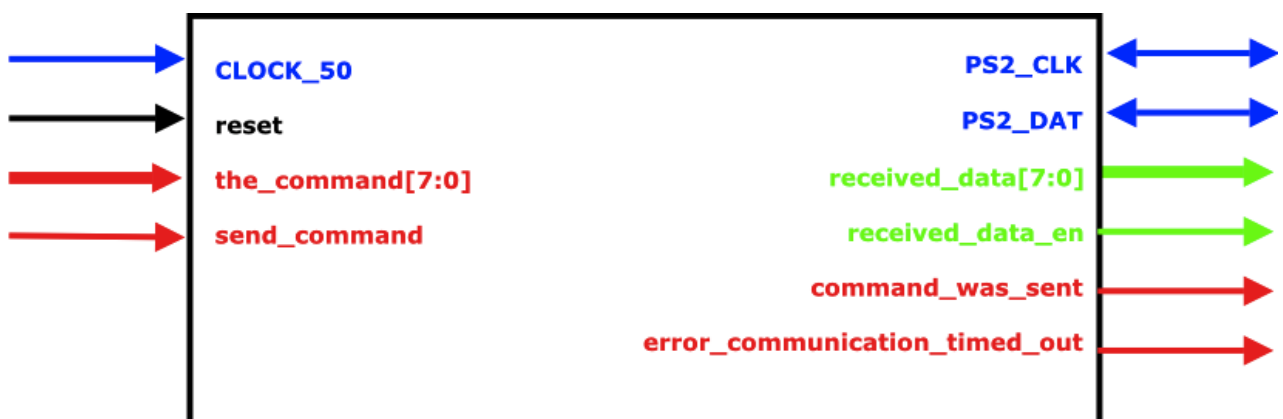 CLOCK_50
reset
the_command[7:0]
send_command
PS2_CLK
PS2_DAT
received_data[7:0]
received_data_en
command_was_sent
error_communication_timed_out